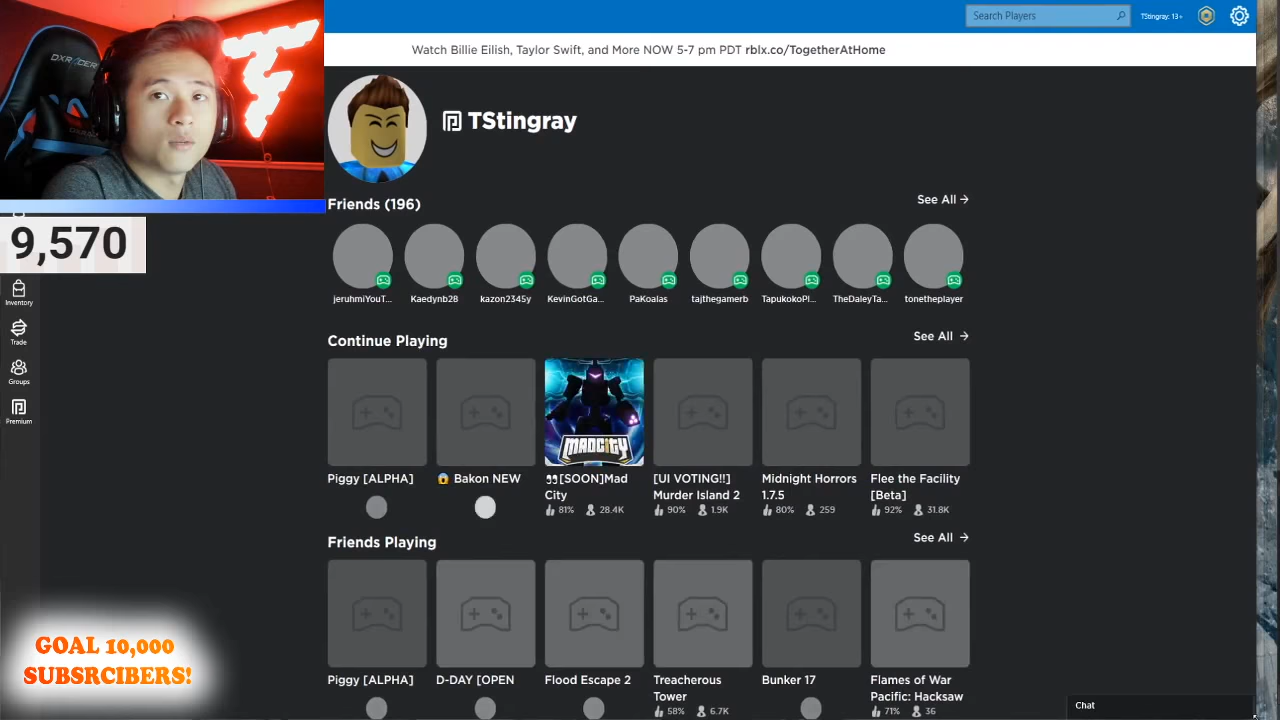 DXRACER
Search Players
TStingray: 13+
Watch Billie Eilish, Taylor Swift, and More NOW 5-7 pm PDT rblx.co/TogetherAtHome
TStingray
Friends (196)
See All →
9,570
jeruhmiYouT...
Kaedynb28
kazon2345y
KevinGotGa...
PaKoalas
tajthegamerb
TapukokoPl...
TheDaleyTa...
tonetheplayer
Inventory
Trade
Groups
Premium
Continue Playing
See All →
MADCITY
Piggy [ALPHA]
😱 Bakon NEW
👀[SOON]Mad
City
81% 28.4K
[UI VOTING!!]
Murder Island 2
90% 1.9K
Midnight Horrors
1.7.5
80% 259
Flee the Facility
[Beta]
92% 31.8K
Friends Playing
See All →
Piggy [ALPHA]
D-DAY [OPEN
Flood Escape 2
Treacherous
Tower
58% 6.7K
Bunker 17
Flames of War
Pacific: Hacksaw
71% 36
GOAL 10,000
SUBSRCIBERS!
Chat